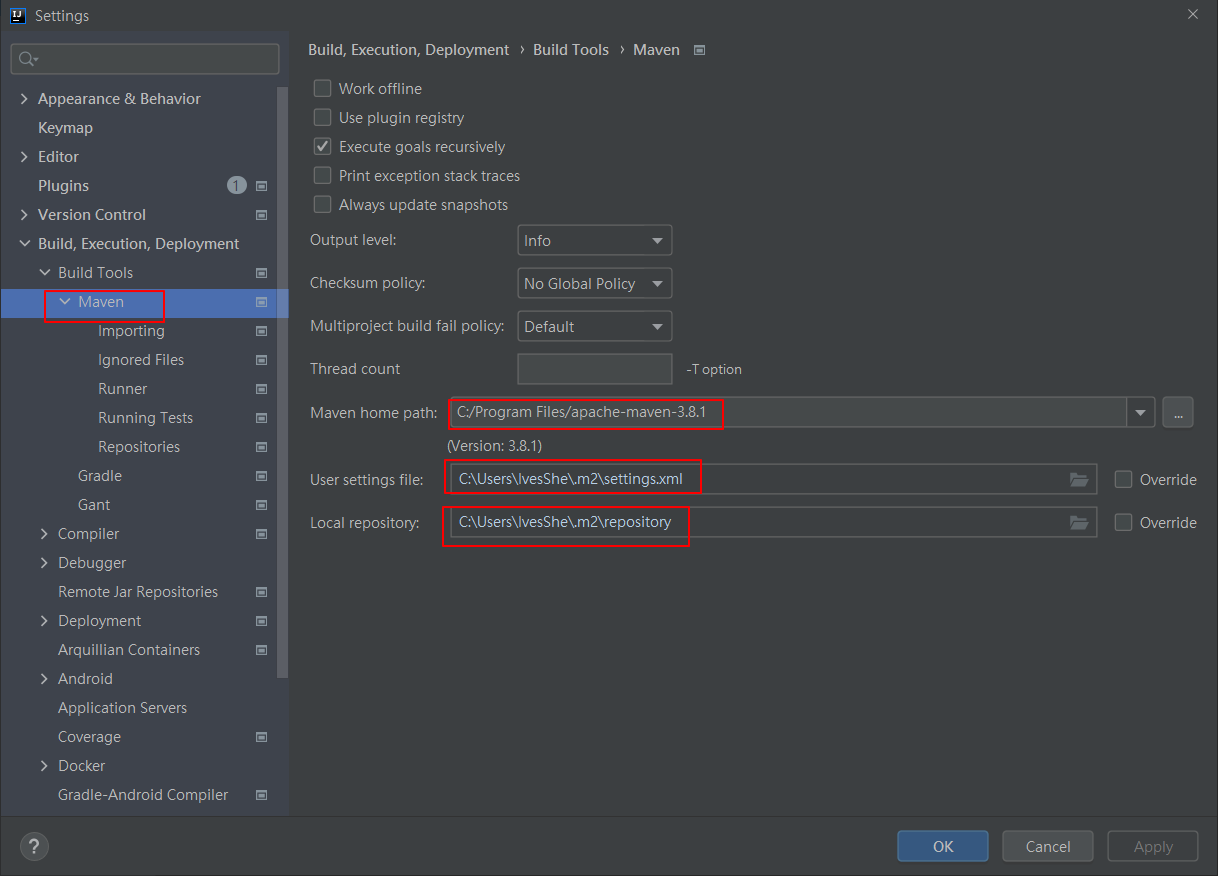 Settings
Appearance & Behavior
Keymap
Editor
Plugins 1
Version Control
Build, Execution, Deployment
Build Tools
Maven
Importing
Ignored Files
Runner
Running Tests
Repositories
Gradle
Gant
Compiler
Debugger
Remote Jar Repositories
Deployment
Arquillian Containers
Android
Application Servers
Coverage
Docker
Gradle-Android Compiler
Build, Execution, Deployment › Build Tools › Maven
Work offline
Use plugin registry
Execute goals recursively
Print exception stack traces
Always update snapshots
Output level: Info
Checksum policy: No Global Policy
Multiproject build fail policy: Default
Thread count -T option
Maven home path: C:/Program Files/apache-maven-3.8.1 ...
(Version: 3.8.1)
User settings file: C:\Users\IvesShe\.m2\settings.xml Override
Local repository: C:\Users\IvesShe\.m2\repository Override
? OK Cancel Apply